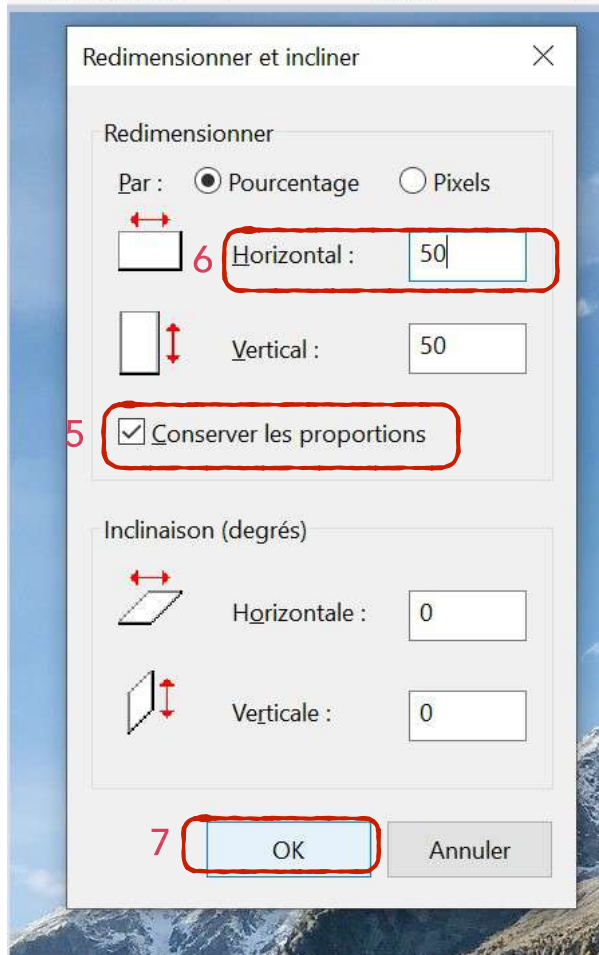 Redimensionner et incliner
Redimensionner
Par : Pourcentage Pixels
6 Horizontal : 50
Vertical : 50
5 Conserver les proportions
Inclinaison (degrés)
Horizontale : 0
Verticale : 0
7 OK Annuler